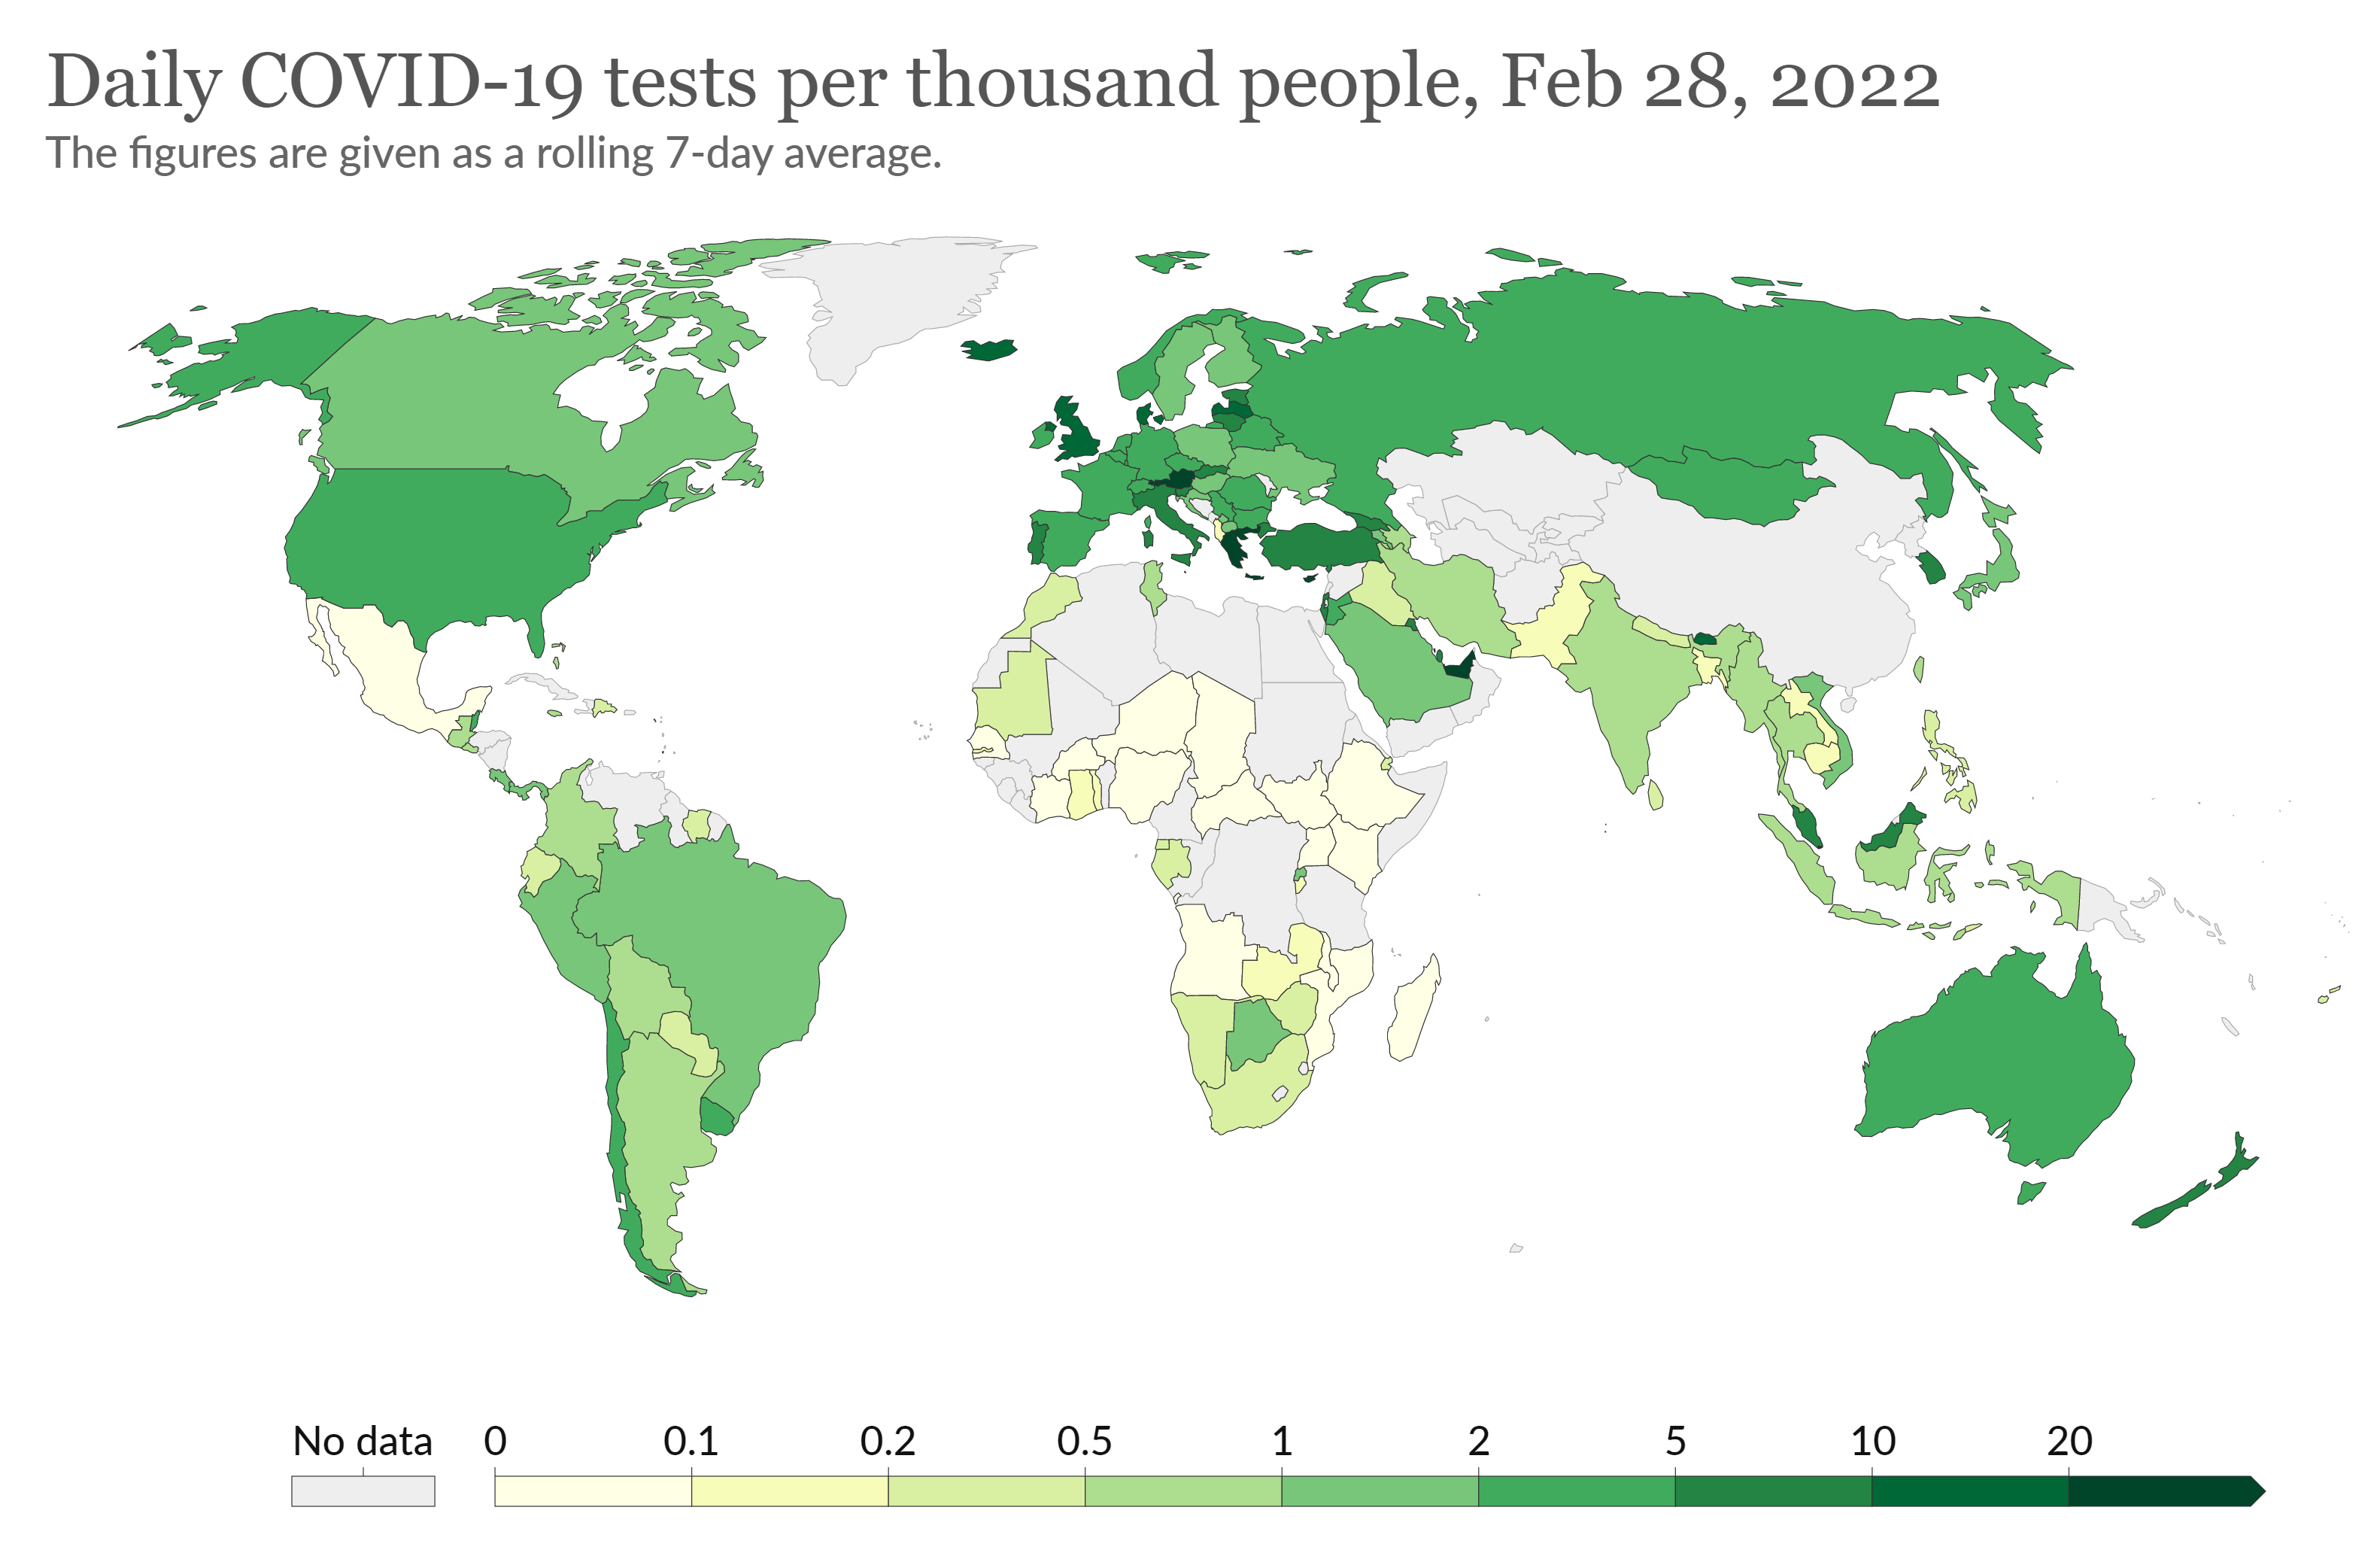 Daily COVID-19 tests per thousand people, Feb 28, 2022
The figures are given as a rolling 7-day average.
No data 0 0.1 0.2 0.5 1 2 5 10 20